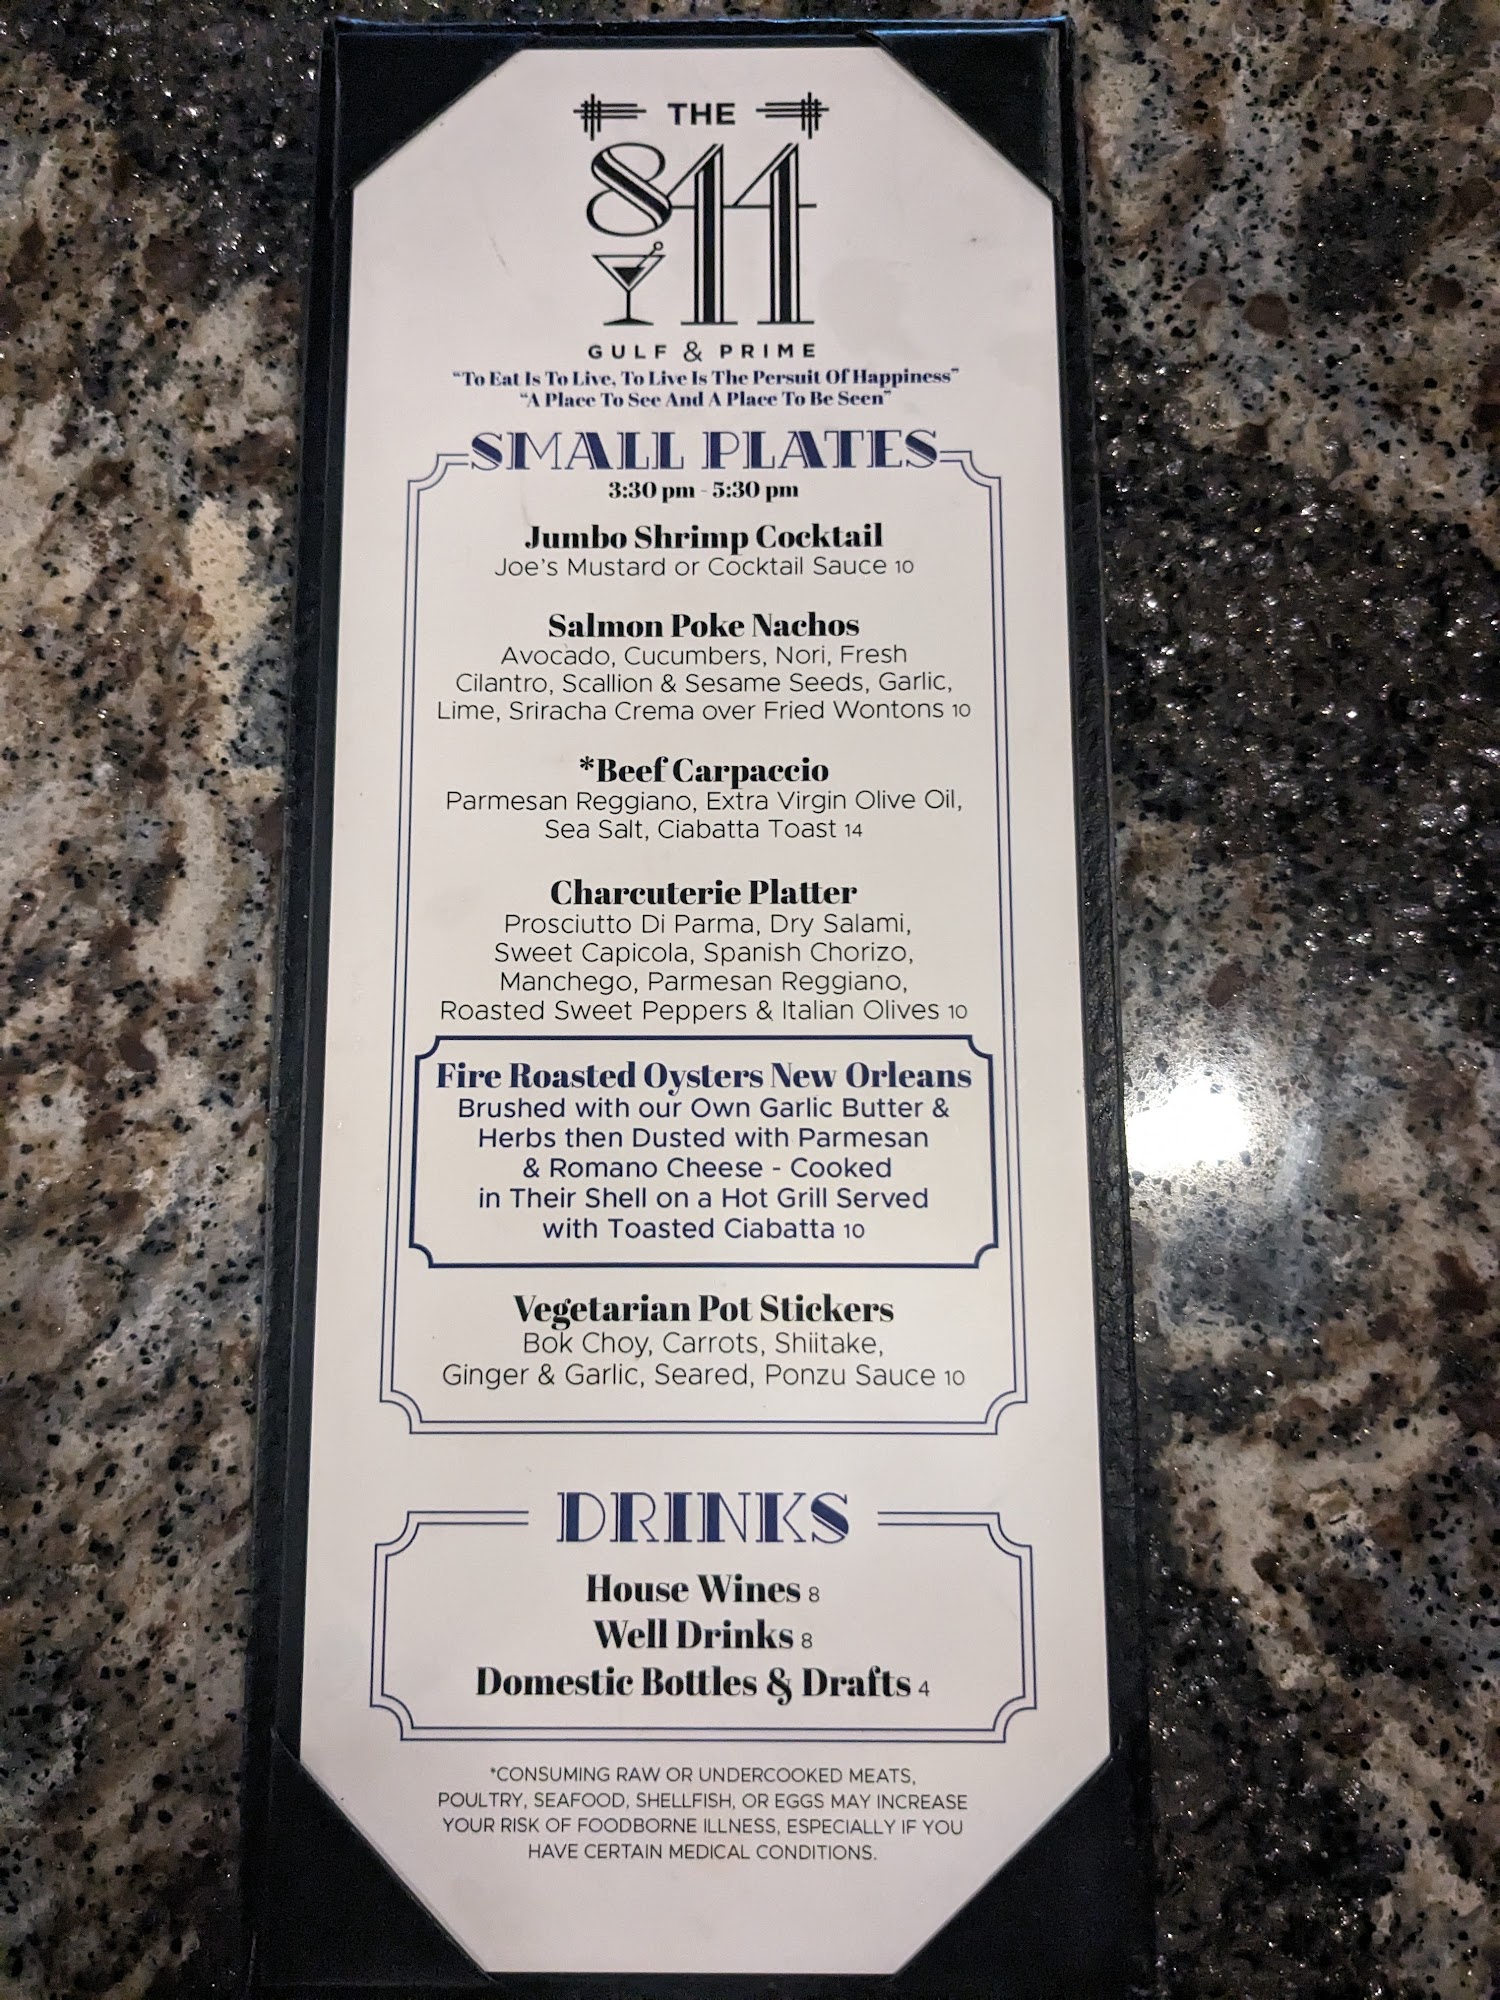 THE
811
GULF & PRIME
"To Eat Is To Live, To Live Is The Persuit Of Happiness"
"A Place To See And A Place To Be Seen"
SMALL PLATES
3:30 pm - 5:30 pm
Jumbo Shrimp Cocktail
Joe's Mustard or Cocktail Sauce 10
Salmon Poke Nachos
Avocado, Cucumbers, Nori, Fresh
Cilantro, Scallion & Sesame Seeds, Garlic,
Lime, Sriracha Crema over Fried Wontons 10
*Beef Carpaccio
Parmesan Reggiano, Extra Virgin Olive Oil,
Sea Salt, Ciabatta Toast 14
Charcuterie Platter
Prosciutto Di Parma, Dry Salami,
Sweet Capicola, Spanish Chorizo,
Manchego, Parmesan Reggiano,
Roasted Sweet Peppers & Italian Olives 10
Fire Roasted Oysters New Orleans
Brushed with our Own Garlic Butter &
Herbs then Dusted with Parmesan
& Romano Cheese - Cooked
in Their Shell on a Hot Grill Served
with Toasted Ciabatta 10
Vegetarian Pot Stickers
Bok Choy, Carrots, Shiitake,
Ginger & Garlic, Seared, Ponzu Sauce 10
DRINKS
House Wines 8
Well Drinks 8
Domestic Bottles & Drafts 4
*CONSUMING RAW OR UNDERCOOKED MEATS,
POULTRY, SEAFOOD, SHELLFISH, OR EGGS MAY INCREASE
YOUR RISK OF FOODBORNE ILLNESS, ESPECIALLY IF YOU
HAVE CERTAIN MEDICAL CONDITIONS.